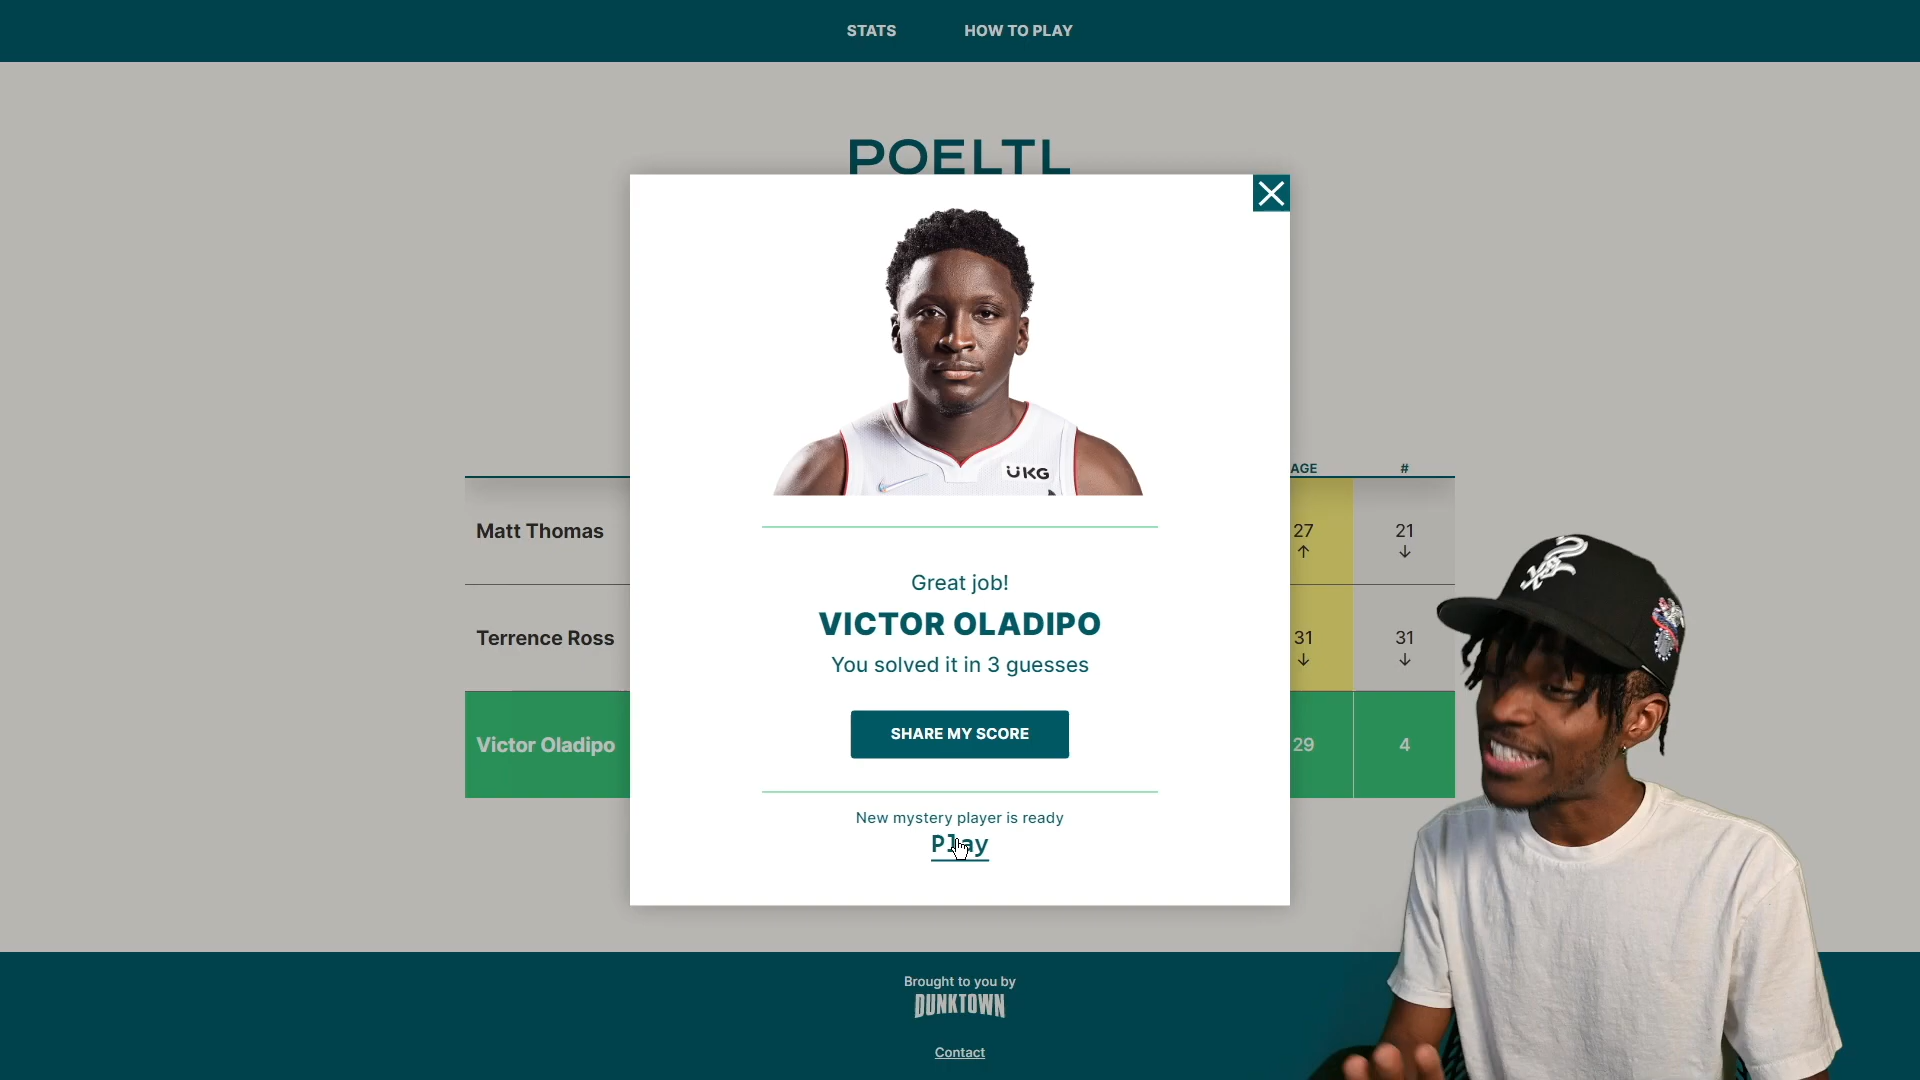 STATS HOW TO PLAY
POELTL
UKG
AGE #
Matt Thomas 27 21
↑ ↓
Terrence Ross 31 31
↓ ↓
Victor Oladipo 29 4
Great job!
VICTOR OLADIPO
You solved it in 3 guesses
SHARE MY SCORE
New mystery player is ready
Play
Brought to you by
DUNKTOWN
Contact